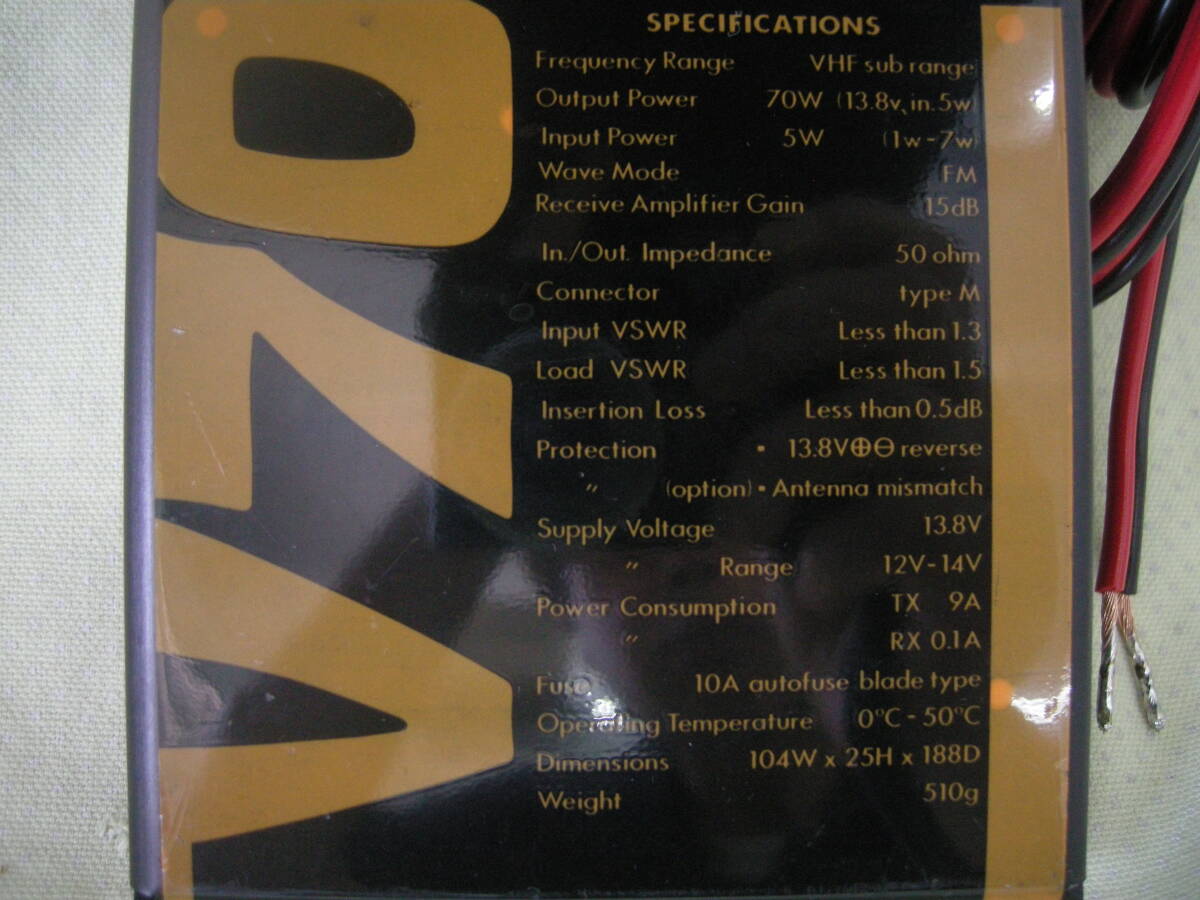 V70
SPECIFICATIONS
Frequency Range VHF sub range
Output Power 70W (13.8v, in. 5w)
Input Power 5W (1w-7w)
Wave Mode FM
Receive Amplifier Gain 15dB
In./Out. Impedance 50 ohm
Connector type M
Input VSWR Less than 1.3
Load VSWR Less than 1.5
Insertion Loss Less than 0.5dB
Protection ▪ 13.8V⊕⊖ reverse
〃 (option) ▪ Antenna mismatch
Supply Voltage 13.8V
〃 Range 12V-14V
Power Consumption TX 9A
〃 RX 0.1A
Fuse 10A autofuse blade type
Operating Temperature 0°C - 50°C
Dimensions 104W x 25H x 188D
Weight 510g